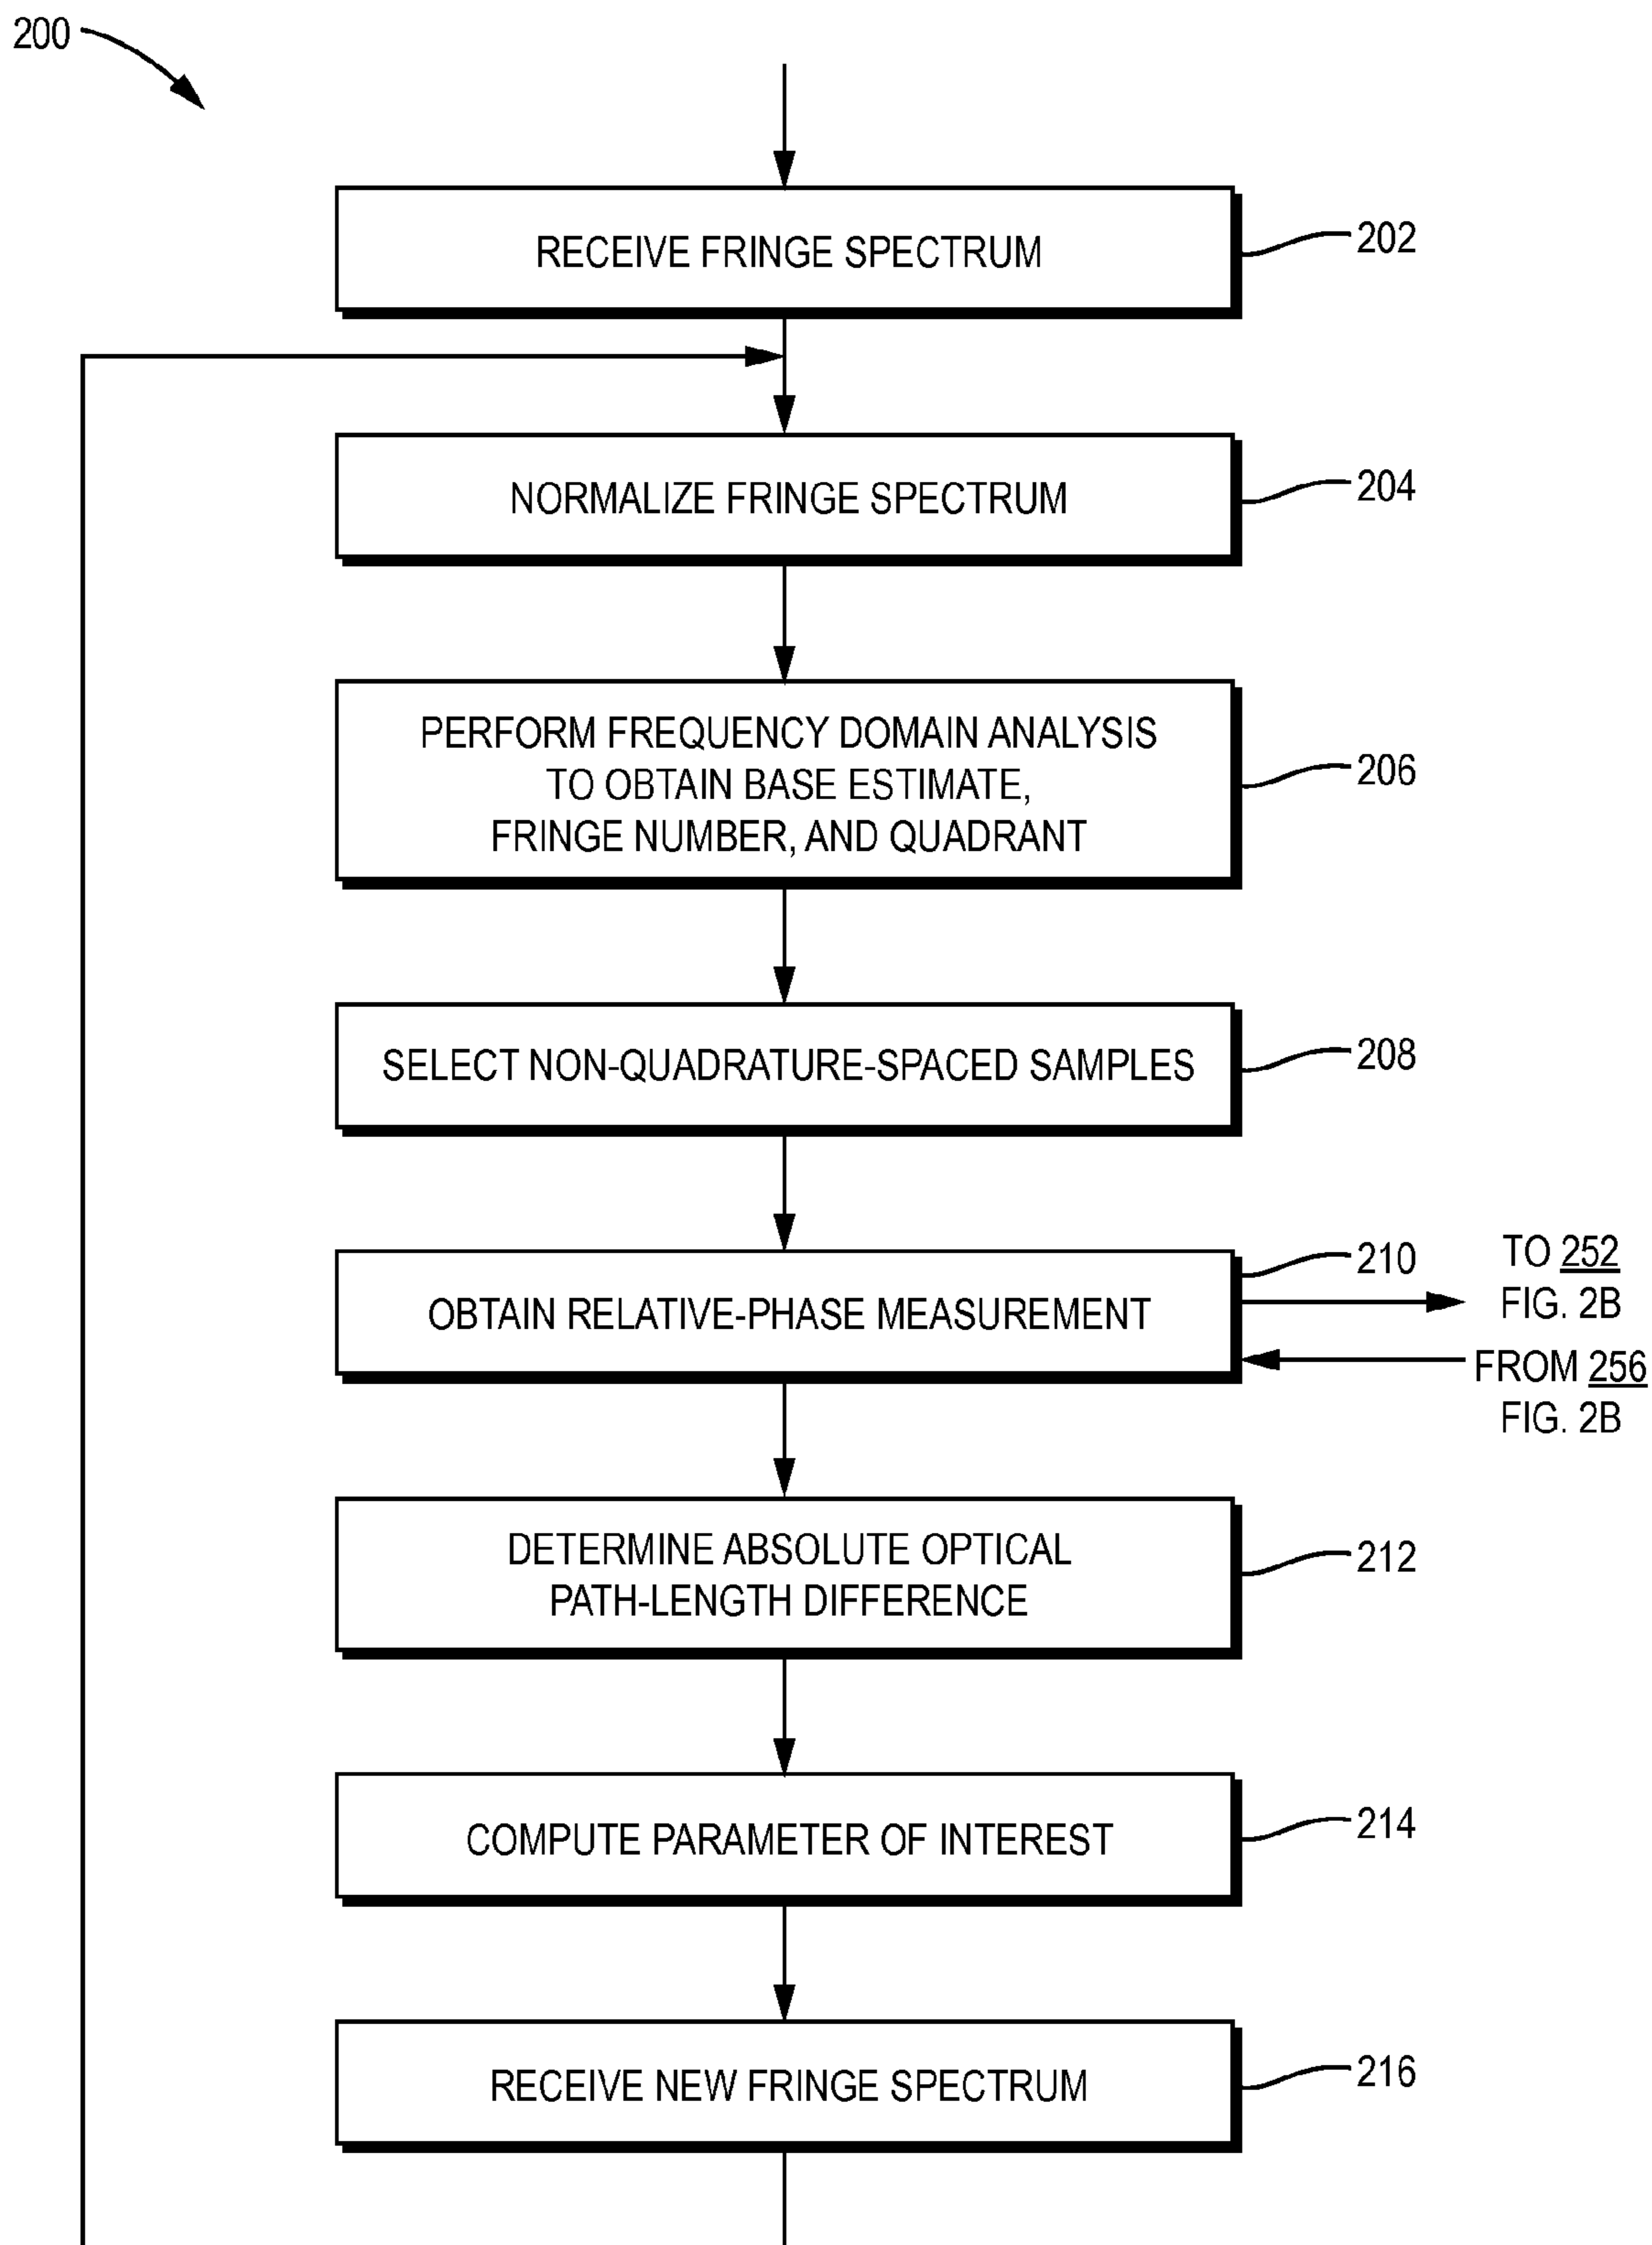 200
RECEIVE FRINGE SPECTRUM
202
NORMALIZE FRINGE SPECTRUM
204
PERFORM FREQUENCY DOMAIN ANALYSIS
TO OBTAIN BASE ESTIMATE,
FRINGE NUMBER, AND QUADRANT
206
SELECT NON-QUADRATURE-SPACED SAMPLES
208
OBTAIN RELATIVE-PHASE MEASUREMENT
210
TO 252
FIG. 2B
FROM 256
FIG. 2B
DETERMINE ABSOLUTE OPTICAL
PATH-LENGTH DIFFERENCE
212
COMPUTE PARAMETER OF INTEREST
214
RECEIVE NEW FRINGE SPECTRUM
216